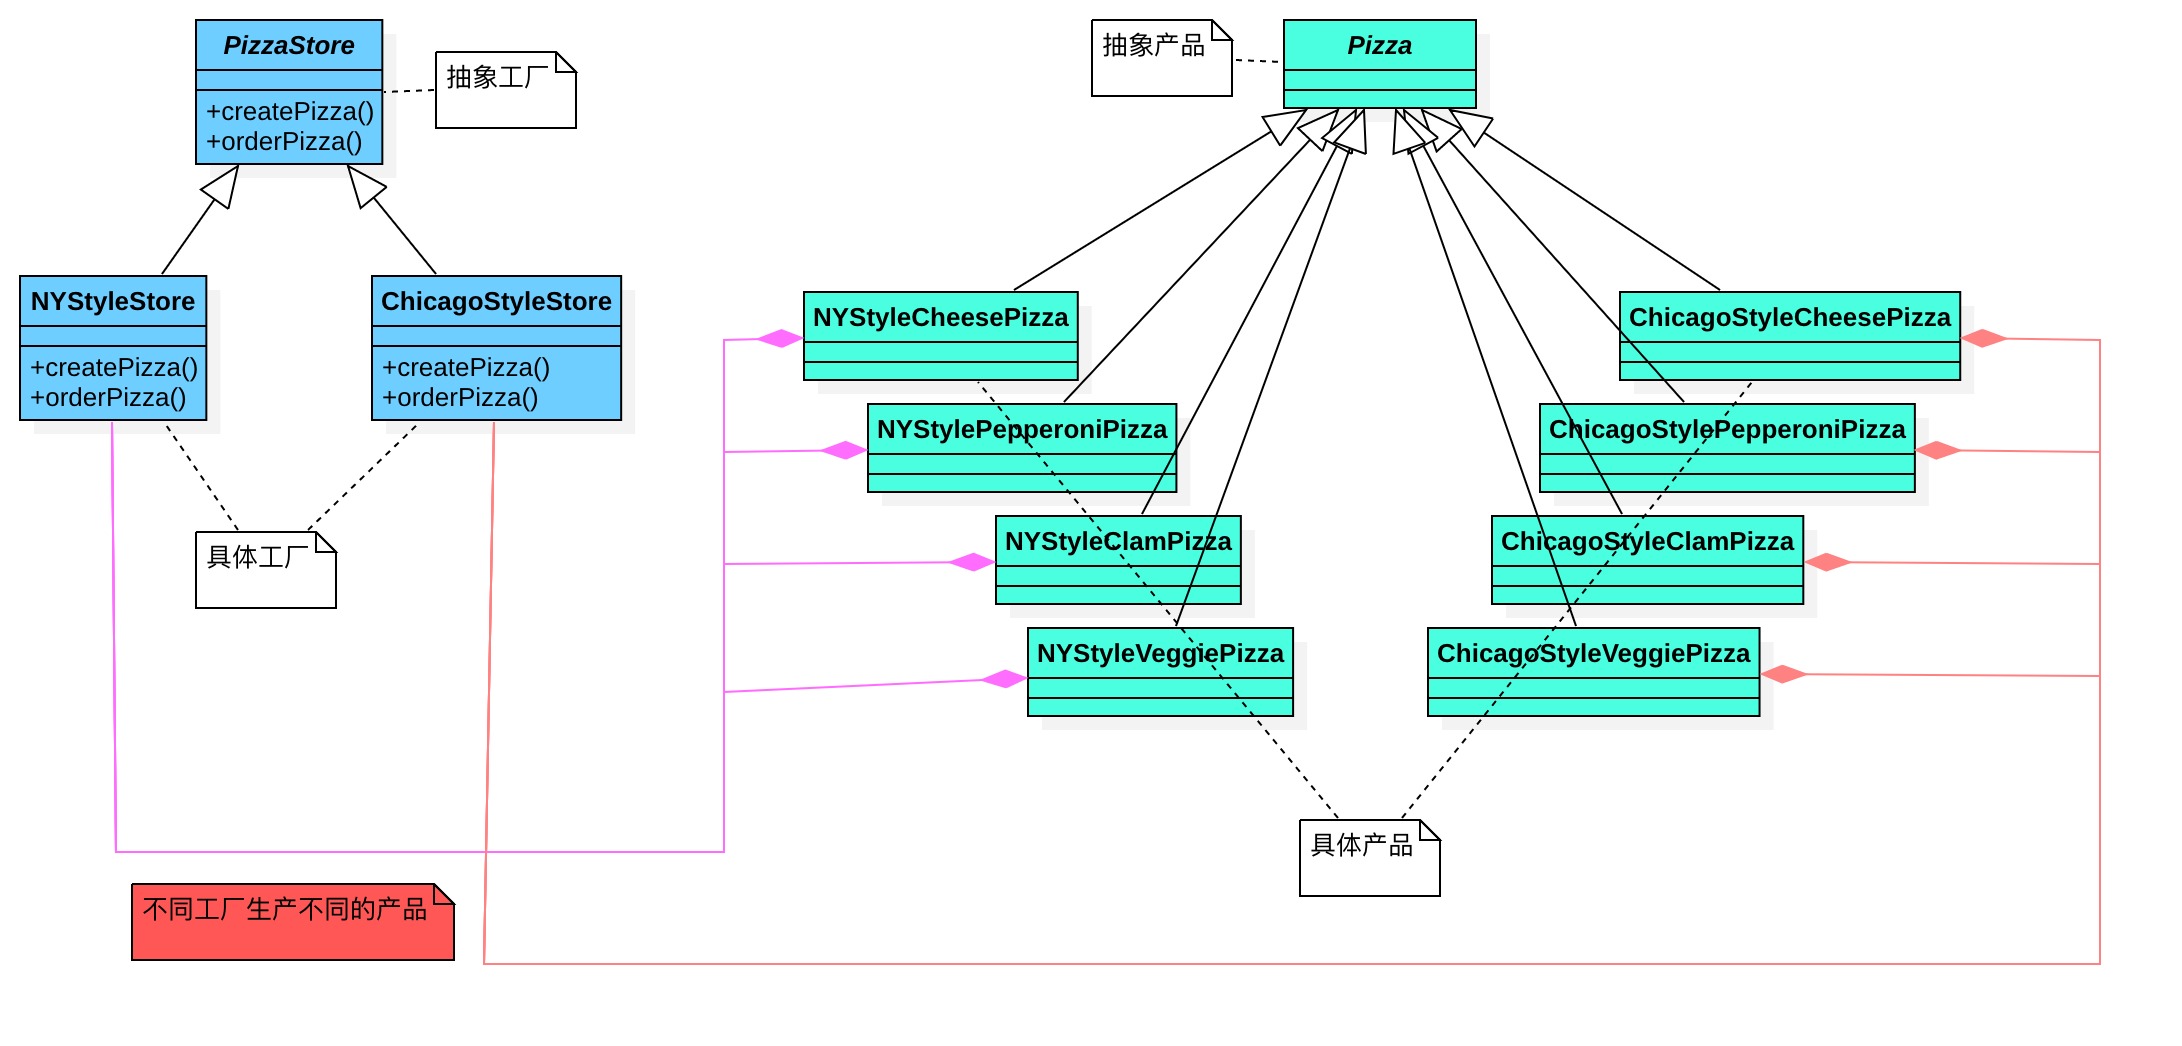 PizzaStore
+createPizza()
+orderPizza()
抽象工厂
抽象产品
Pizza
NYStyleStore
+createPizza()
+orderPizza()
ChicagoStyleStore
+createPizza()
+orderPizza()
具体工厂
NYStyleCheesePizza
NYStylePepperoniPizza
NYStyleClamPizza
NYStyleVeggiePizza
ChicagoStyleCheesePizza
ChicagoStylePepperoniPizza
ChicagoStyleClamPizza
ChicagoStyleVeggiePizza
具体产品
不同工厂生产不同的产品